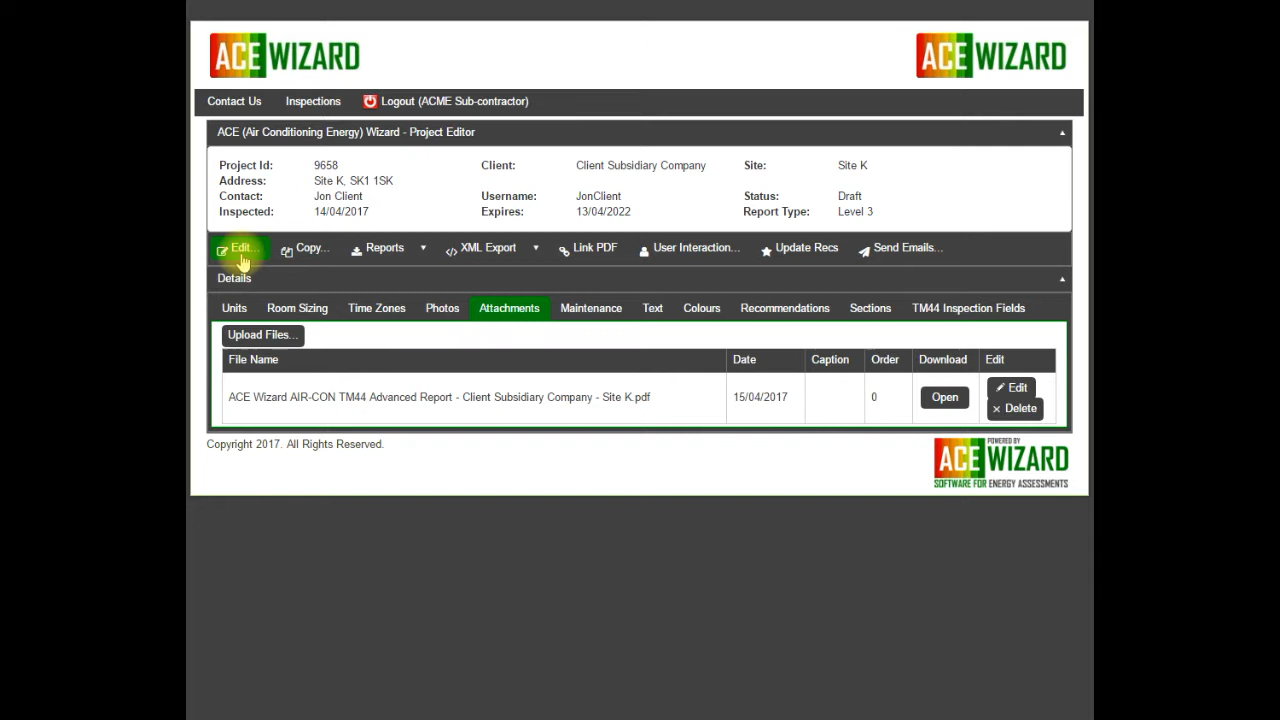 ACE WIZARD ACE WIZARD
Contact Us Inspections Logout (ACME Sub-contractor)
ACE (Air Conditioning Energy) Wizard - Project Editor
Project Id: 9658 Client: Client Subsidiary Company Site: Site K
Address: Site K, SK1 1SK
Contact: Jon Client Username: JonClient Status: Draft
Inspected: 14/04/2017 Expires: 13/04/2022 Report Type: Level 3
Edit... Copy... Reports XML Export Link PDF User Interaction... Update Recs Send Emails...
Details
Units Room Sizing Time Zones Photos Attachments Maintenance Text Colours Recommendations Sections TM44 Inspection Fields
Upload Files...
File Name Date Caption Order Download Edit
ACE Wizard AIR-CON TM44 Advanced Report - Client Subsidiary Company - Site K.pdf 15/04/2017 0 Open Edit
Delete
Copyright 2017. All Rights Reserved.
POWERED BY
ACE WIZARD
SOFTWARE FOR ENERGY ASSESSMENTS